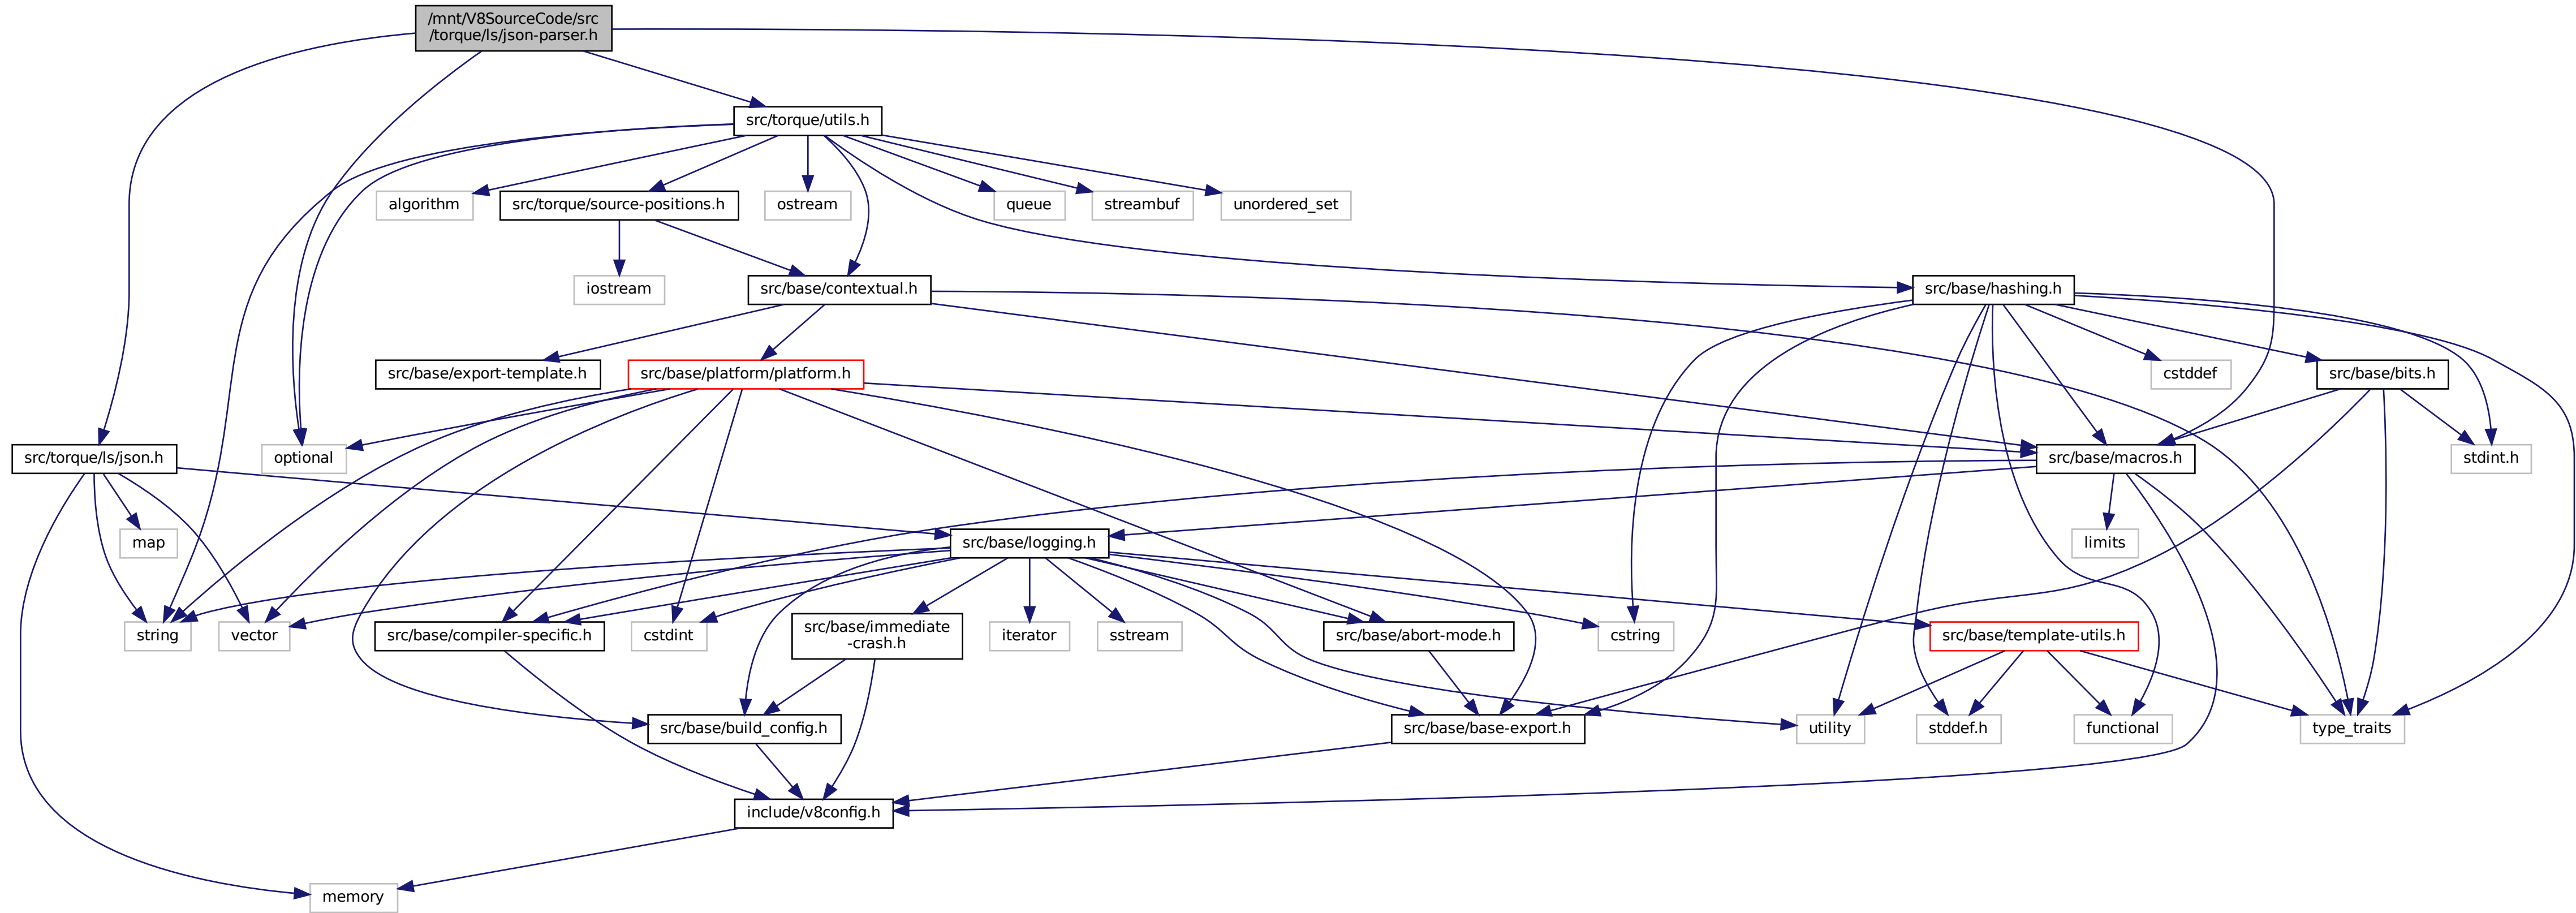 /mnt/V8SourceCode/src
/torque/ls/json-parser.h
src/torque/utils.h
algorithm
src/torque/source-positions.h
ostream
queue
streambuf
unordered_set
iostream
src/base/contextual.h
src/base/hashing.h
src/base/export-template.h
src/base/platform/platform.h
cstddef
src/base/bits.h
src/torque/ls/json.h
optional
src/base/macros.h
stdint.h
map
src/base/logging.h
limits
string
vector
src/base/compiler-specific.h
cstdint
src/base/immediate
-crash.h
iterator
sstream
src/base/abort-mode.h
cstring
src/base/template-utils.h
src/base/build_config.h
src/base/base-export.h
utility
stddef.h
functional
type_traits
include/v8config.h
memory